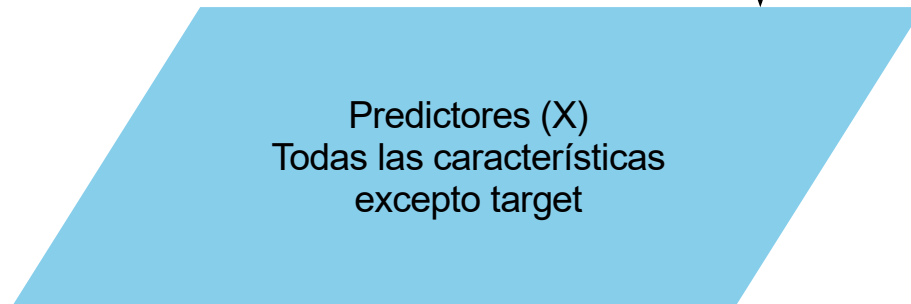 Predictores (X)
Todas las características
excepto target